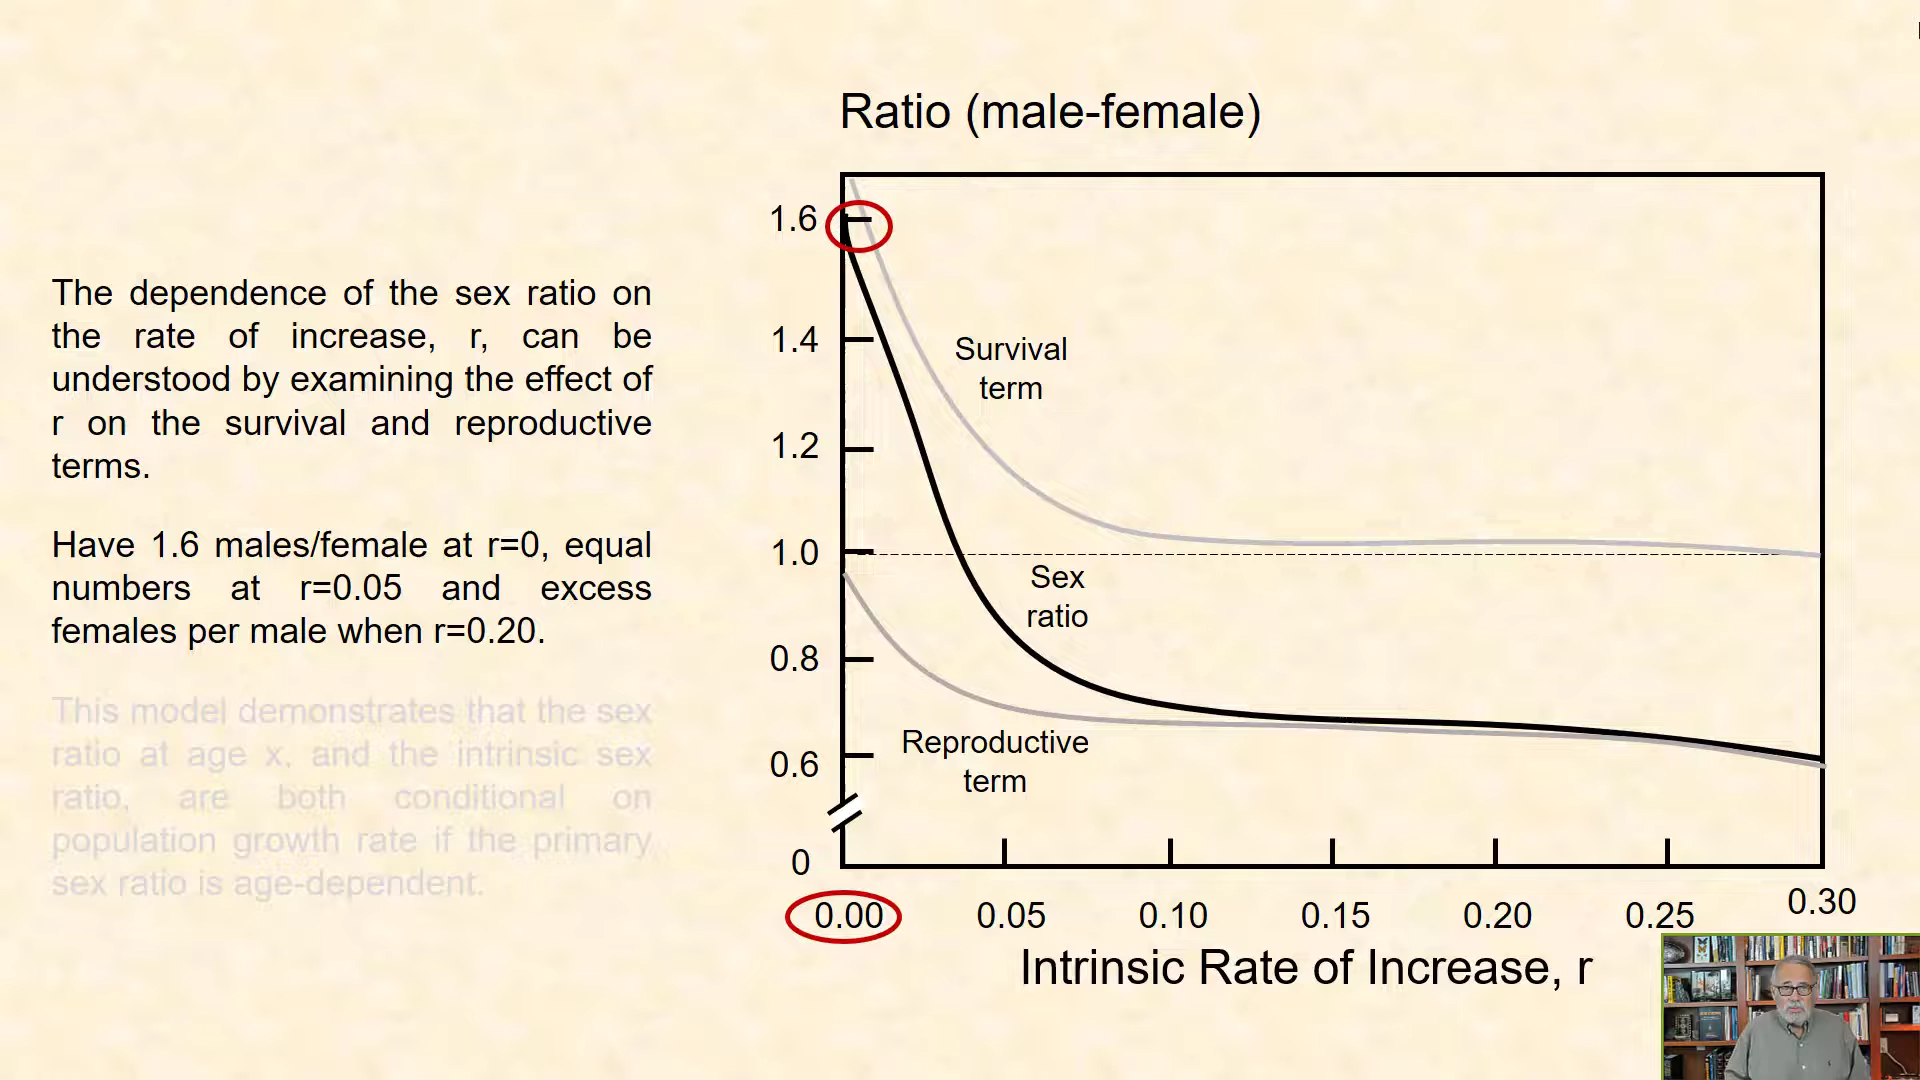 Ratio (male-female)
The dependence of the sex ratio on
the rate of increase, r, can be
understood by examining the effect of
r on the survival and reproductive
terms.
Have 1.6 males/female at r=0, equal
numbers at r=0.05 and excess
females per male when r=0.20.
This model demonstrates that the sex
ratio at age x, and the intrinsic sex
ratio, are both conditional on
population growth rate if the primary
sex ratio is age-dependent.
1.6
1.4
1.2
1.0
0.8
0.6
0
Survival
term
Sex
ratio
Reproductive
term
0.00 0.05 0.10 0.15 0.20 0.25 0.30
Intrinsic Rate of Increase, r